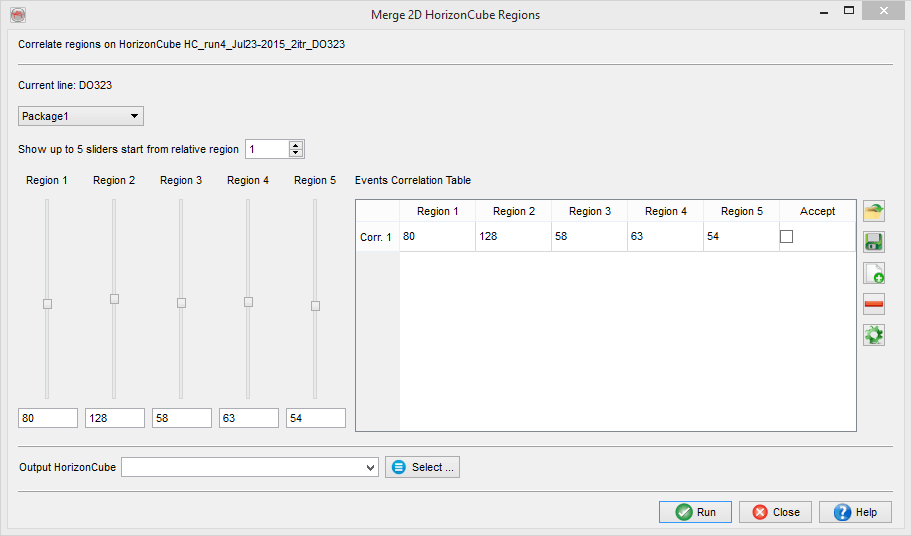 Merge 2D HorizonCube Regions
Correlate regions on HorizonCube HC_run4_Jul23-2015_2itr_DO323
Current line: DO323
Package1
Show up to 5 sliders start from relative region 1
Region 1 Region 2 Region 3 Region 4 Region 5
80 128 58 63 54
Events Correlation Table
Region 1 Region 2 Region 3 Region 4 Region 5 Accept
Corr. 1 80 128 58 63 54
Output HorizonCube Select ...
Run Close Help